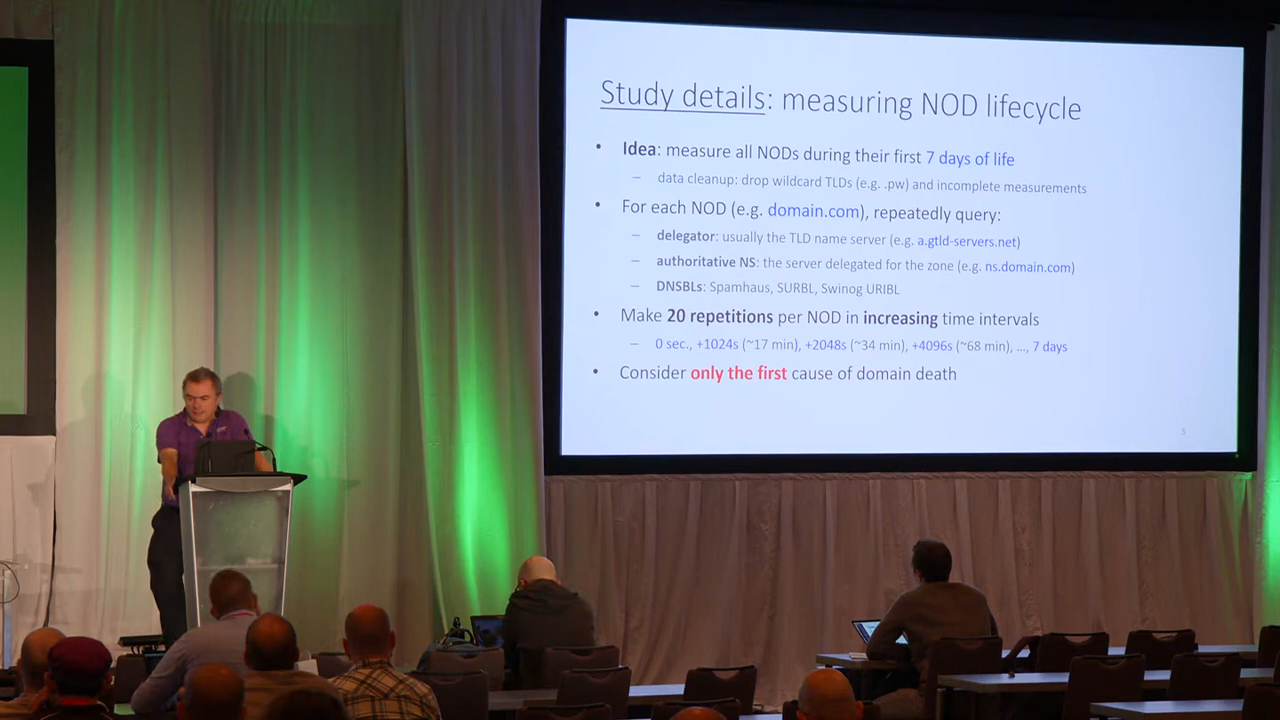 Study details: measuring NOD lifecycle
• Idea: measure all NODs during their first 7 days of life
– data cleanup: drop wildcard TLDs (e.g. .pw) and incomplete measurements
• For each NOD (e.g. domain.com), repeatedly query:
– delegator: usually the TLD name server (e.g. a.gtld-servers.net)
– authoritative NS: the server delegated for the zone (e.g. ns.domain.com)
– DNSBLs: Spamhaus, SURBL, Swinog URIBL
• Make 20 repetitions per NOD in increasing time intervals
– 0 sec., +1024s (~17 min), +2048s (~34 min), +4096s (~68 min), ..., 7 days
• Consider only the first cause of domain death
5